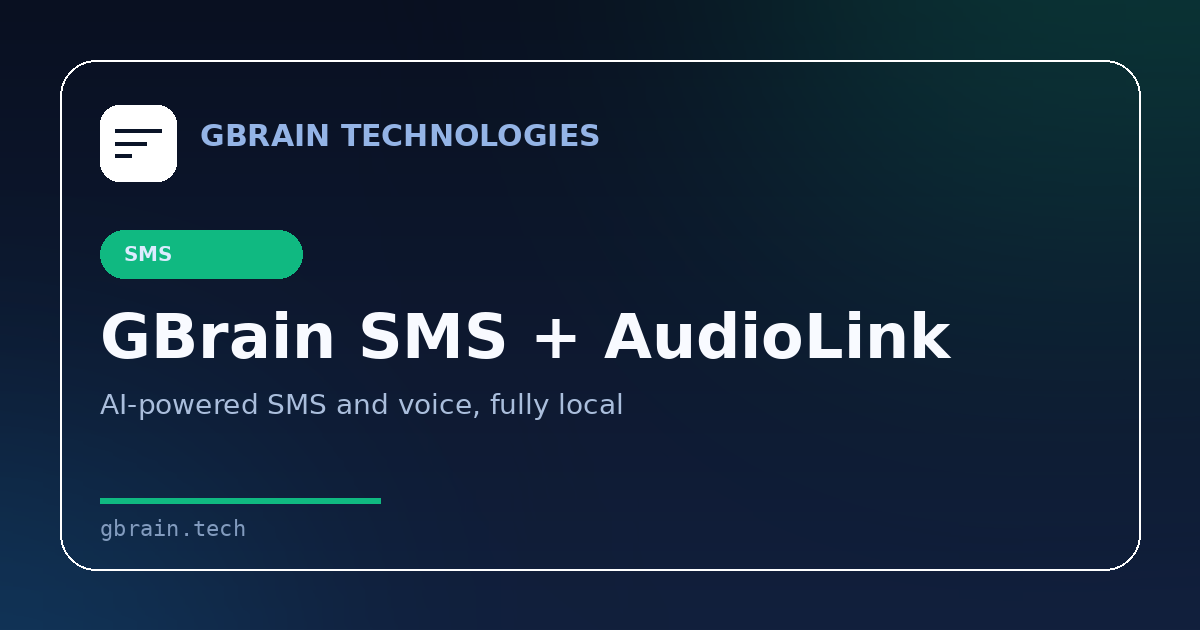 GBRAIN TECHNOLOGIES
SMS
GBrain SMS + AudioLink
AI-powered SMS and voice, fully local
gbrain.tech